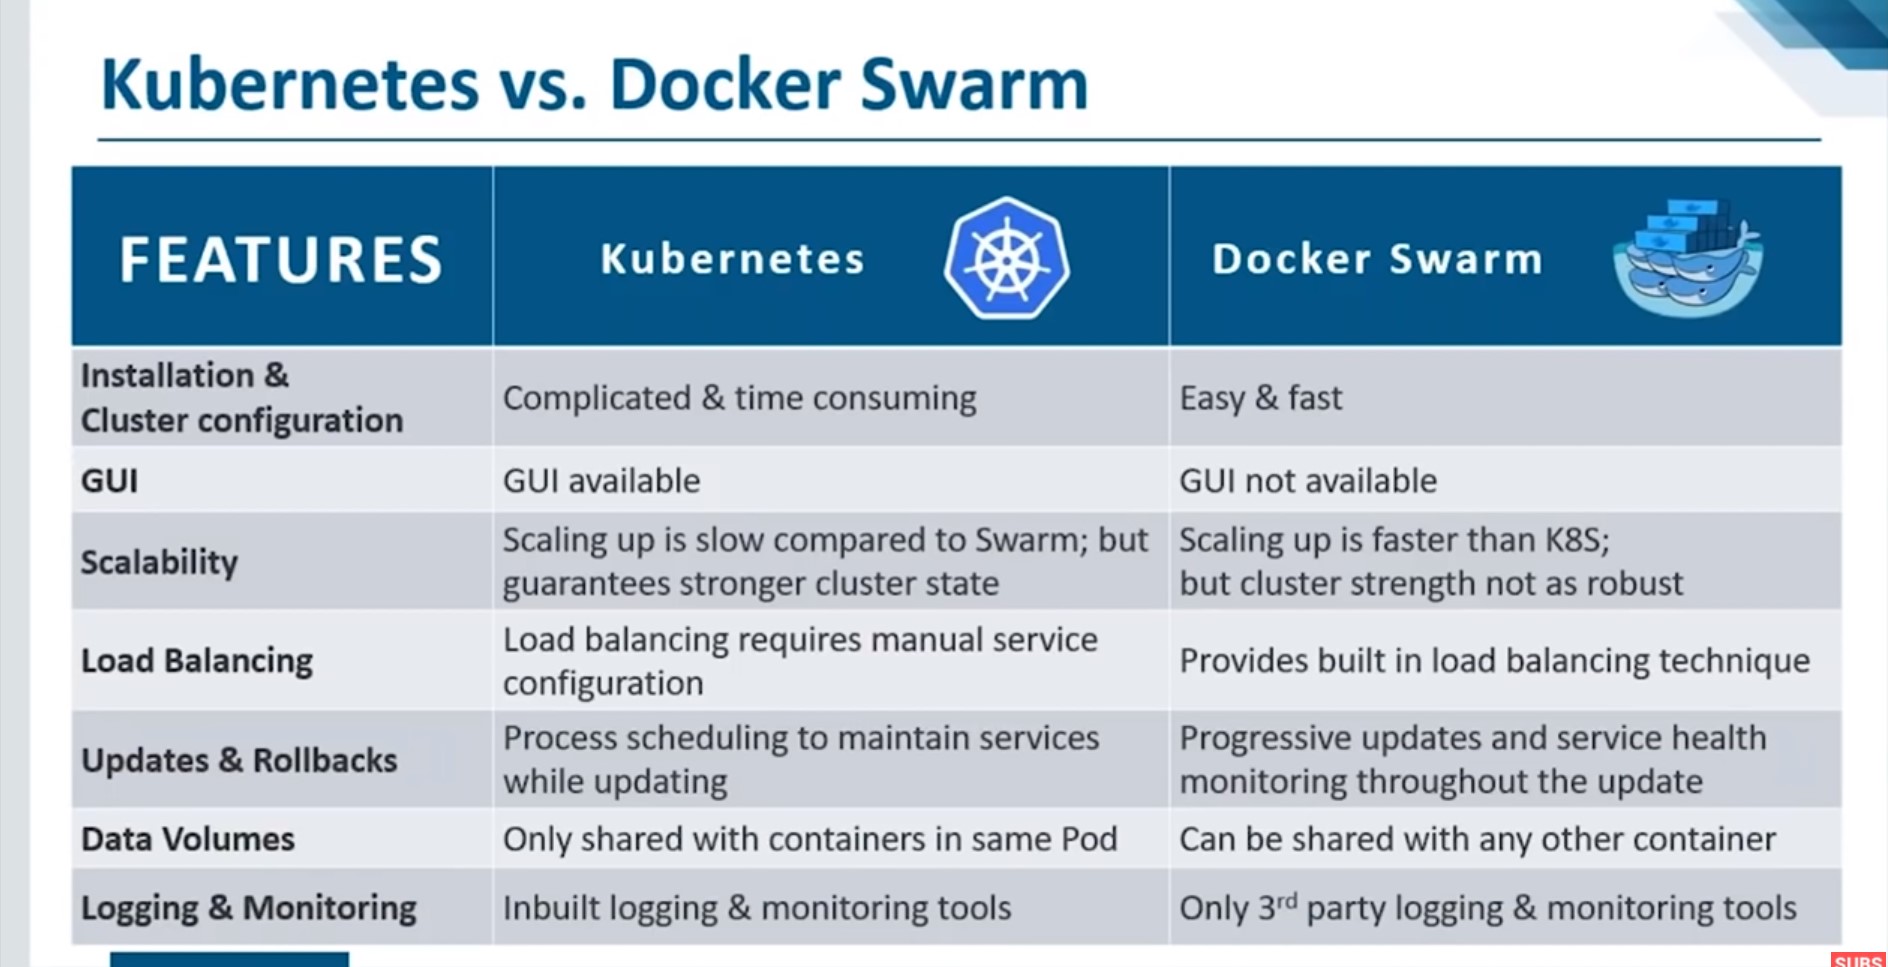 Kubernetes vs. Docker Swarm
FEATURES
Kubernetes
Docker Swarm
Installation &
Cluster configuration
Complicated & time consuming
Easy & fast
GUI
GUI available
GUI not available
Scalability
Scaling up is slow compared to Swarm; but
guarantees stronger cluster state
Scaling up is faster than K8S;
but cluster strength not as robust
Load Balancing
Load balancing requires manual service
configuration
Provides built in load balancing technique
Updates & Rollbacks
Process scheduling to maintain services
while updating
Progressive updates and service health
monitoring throughout the update
Data Volumes
Only shared with containers in same Pod
Can be shared with any other container
Logging & Monitoring
Inbuilt logging & monitoring tools
Only 3rd party logging & monitoring tools
SUBS